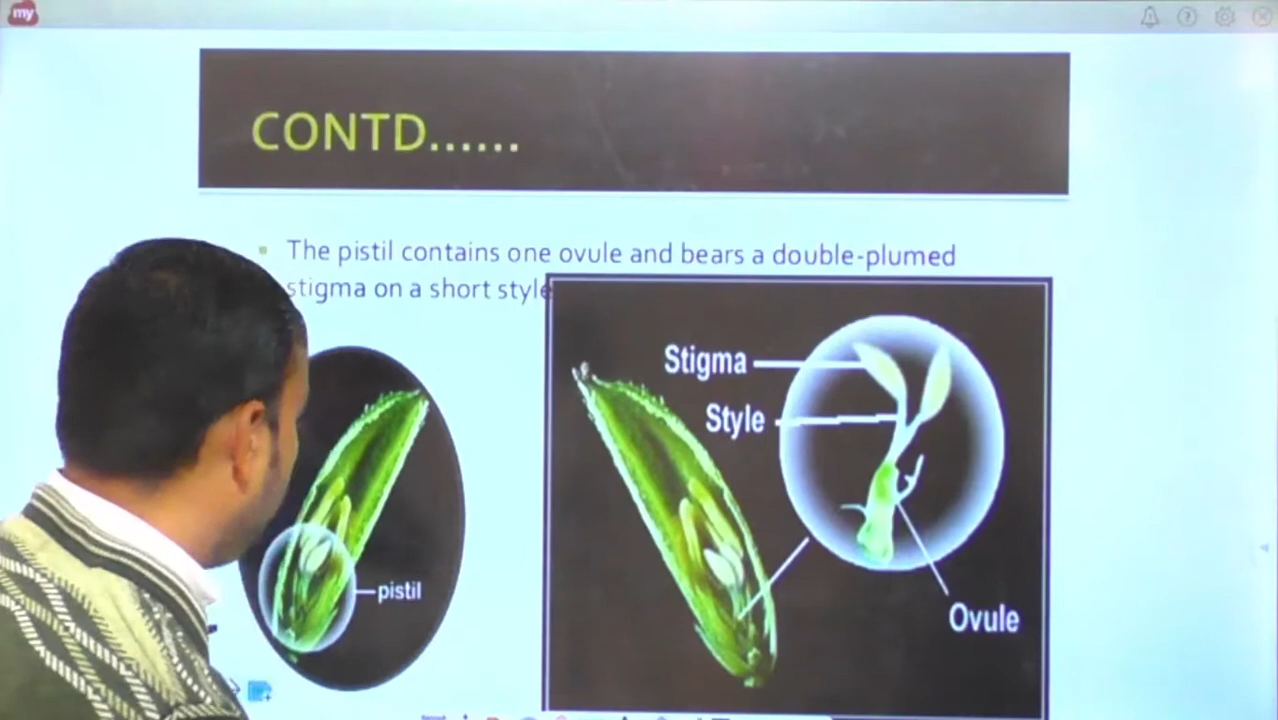 my
CONTD......
The pistil contains one ovule and bears a double-plumed
stigma on a short style
Stigma
Style
pistil
Ovule